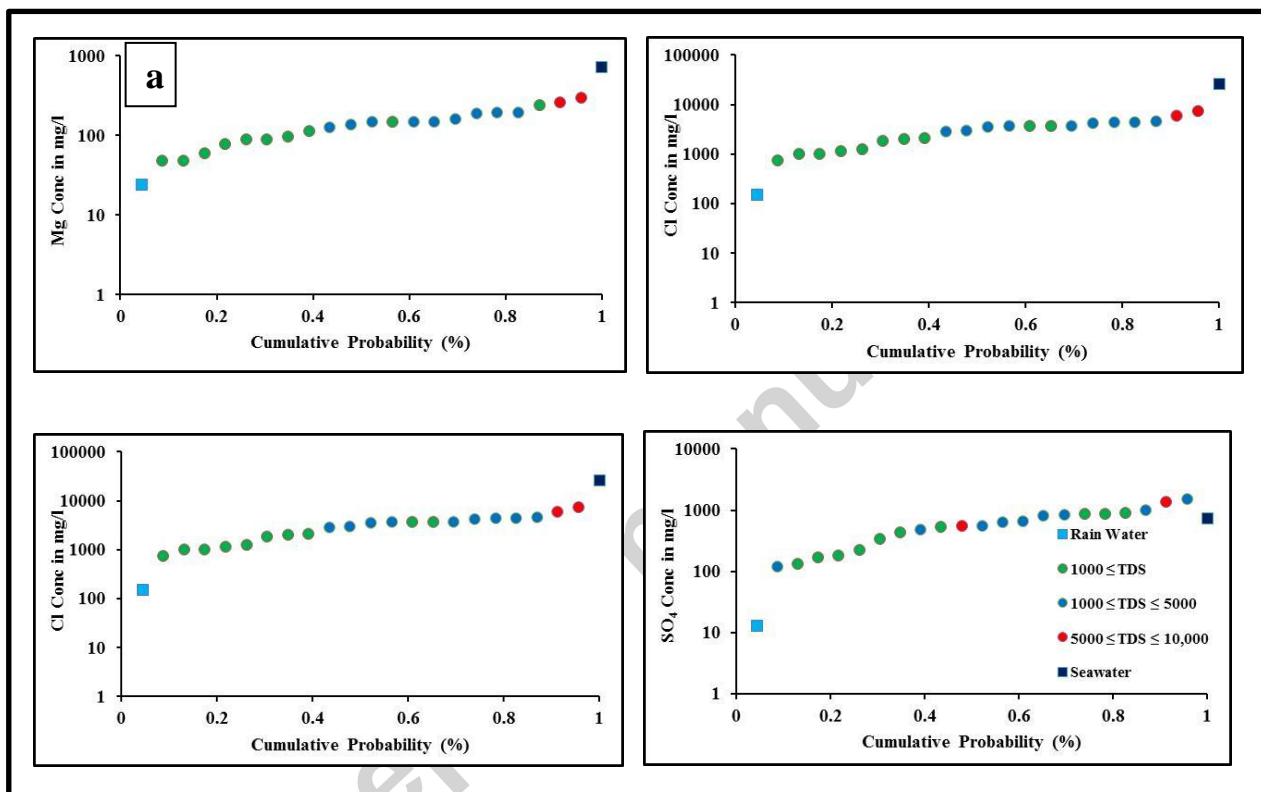 a
1000
100
10
1
Mg Conc in mg/l
0 0.2 0.4 0.6 0.8 1
Cumulative Probability (%)
100000
10000
1000
100
10
1
Cl Conc in mg/l
0 0.2 0.4 0.6 0.8 1
Cumulative Probability (%)
100000
10000
1000
100
10
1
Cl Conc in mg/l
0 0.2 0.4 0.6 0.8 1
Cumulative Probability (%)
10000
1000
100
10
1
SO₄ Conc in mg/l
Rain Water
1000 ≤ TDS
1000 ≤ TDS ≤ 5000
5000 ≤ TDS ≤ 10,000
Seawater
0 0.2 0.4 0.6 0.8 1
Cumulative Probability (%)